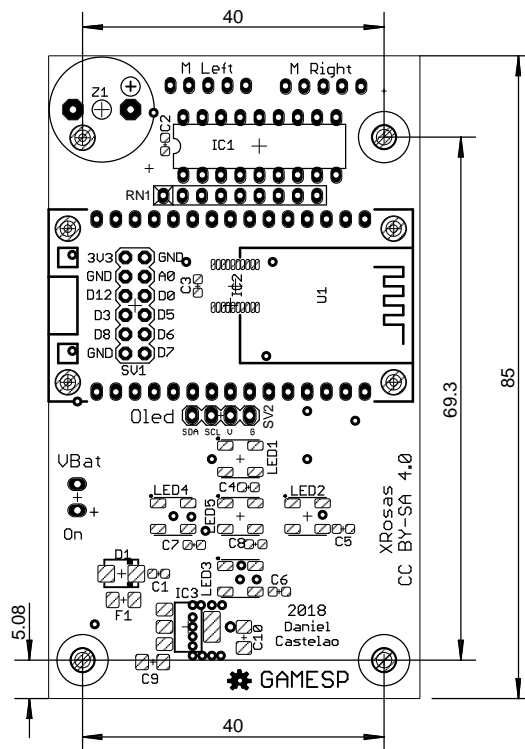 40
M Left M Right
Z1
C2
IC1
RN1
3V3 GND
GND A0
D12 D0
D3 D5
D8 D6
GND D7
SV1
C3
IC2
U1
69.3
85
Oled
SDA SCL V G
SV2
LED1
C4
VBat
On
LED4
LED5
LED2
C7
C8
C5
XRosas
CC BY-SA 4.0
D1
C1
F1
LED3
C6
IC3
C10
C9
2018
Daniel
Castelao
5.08
GAMESP
40